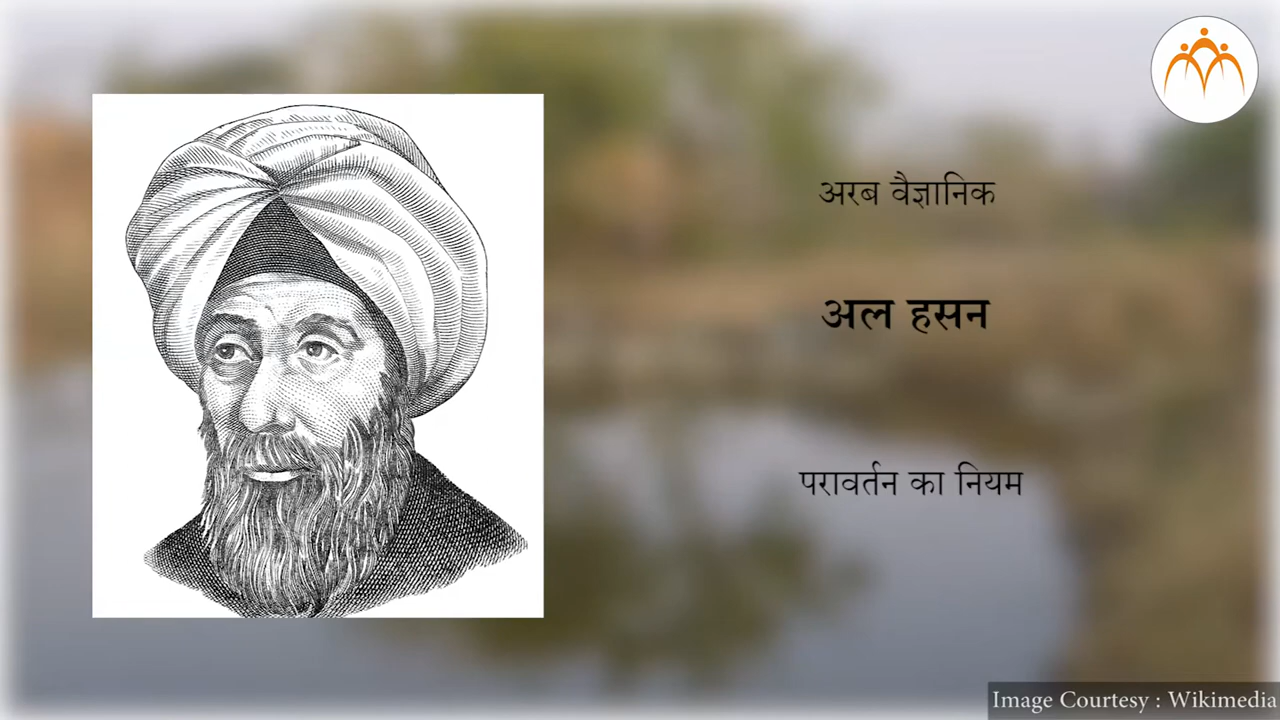 अरब वैज्ञानिक
अल हसन
परावर्तन का नियम
Image Courtesy : Wikimedia